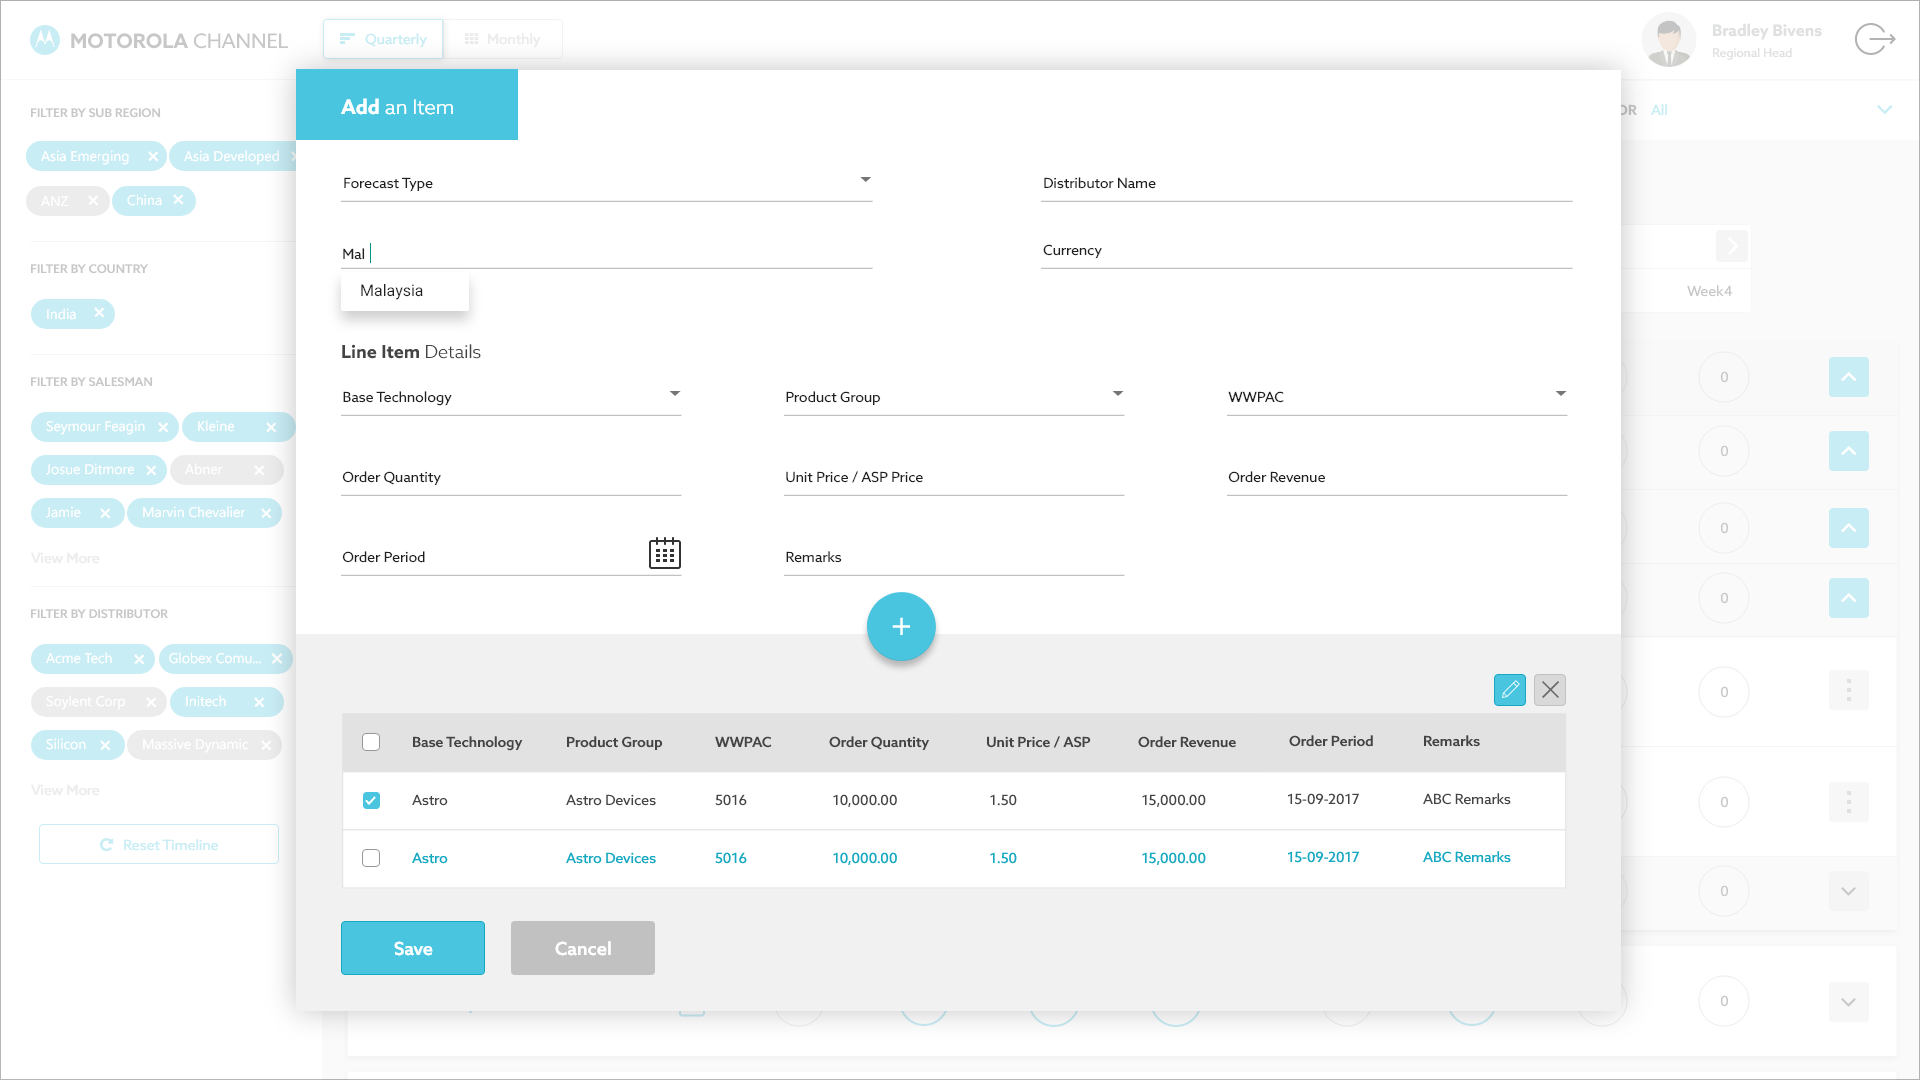 MOTOROLA CHANNEL
Quarterly
Monthly
Bradley Bivens
Regional Head
Add an Item
FILTER BY SUB REGION
OR All
Asia Emerging
Asia Developed
ANZ
China
Forecast Type
Distributor Name
Mal
Currency
Malaysia
FILTER BY COUNTRY
India
Week4
Line Item Details
FILTER BY SALESMAN
Base Technology
Product Group
WWPAC
0
Seymour Feagin
Kleine
Josue Ditmore
Abner
Order Quantity
Unit Price / ASP Price
Order Revenue
0
Jamie
Marvin Chevalier
0
View More
Order Period
Remarks
0
FILTER BY DISTRIBUTOR
Acme Tech
Globex Comu...
Soylent Corp
Initech
0
Silicon
Massive Dynamic
Base Technology Product Group WWPAC Order Quantity Unit Price / ASP Order Revenue Order Period Remarks
View More
Astro Astro Devices 5016 10,000.00 1.50 15,000.00 15-09-2017 ABC Remarks
0
Reset Timeline
Astro Astro Devices 5016 10,000.00 1.50 15,000.00 15-09-2017 ABC Remarks
0
Save
Cancel
0